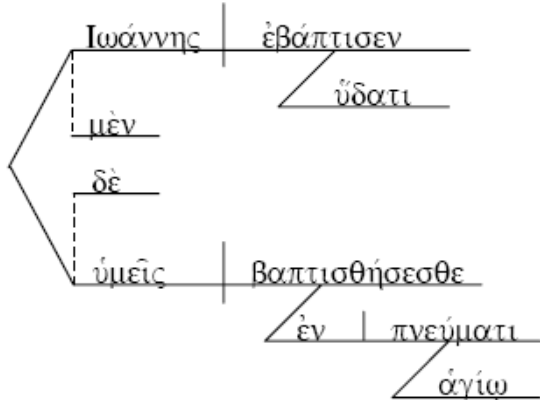 Ιωάννης ἐβάπτισεν
ὕδατι
μὲν
δὲ
ὑμεῖς βαπτισθήσεσθε
ἐν πνεύματι
ἁγίῳ